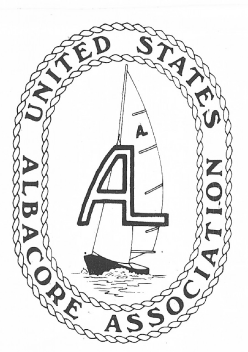 UNITED STATES
ALBACORE ASSOCIATION
A
AL